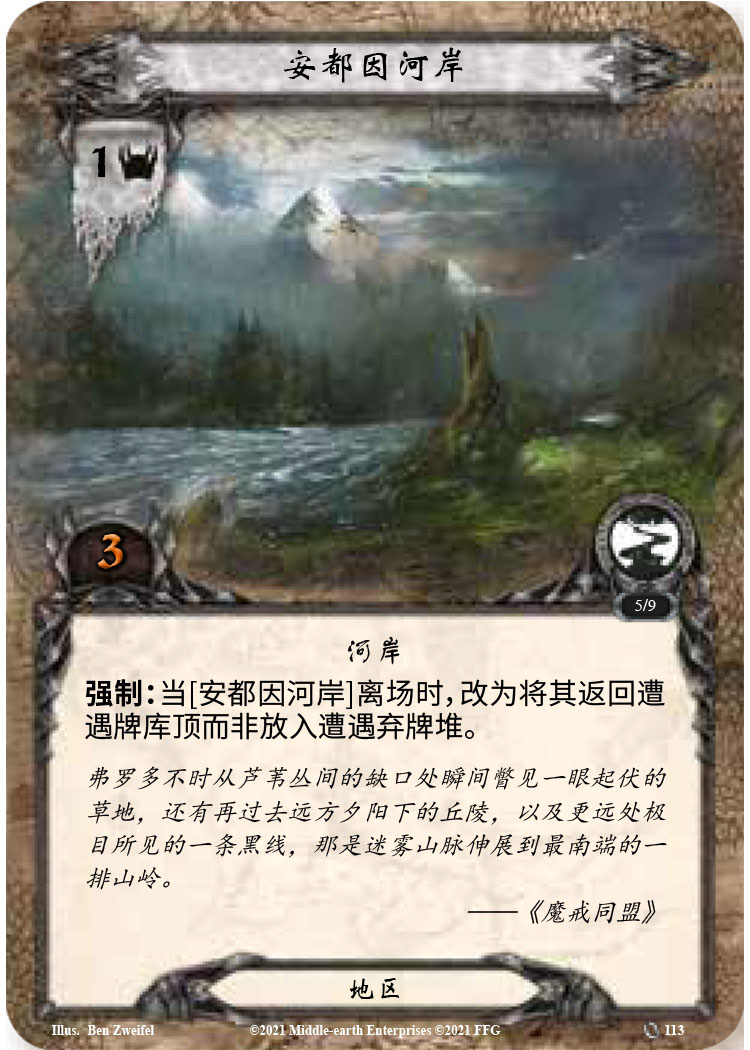 安都因河岸
1
3
5/9
河岸
强制：当[安都因河岸]离场时，改为将其返回遭
遇牌库顶而非放入遭遇弃牌堆。
弗罗多不时从芦苇丛间的缺口处瞬间瞥见一眼起伏的
草地，还有再过去远方夕阳下的丘陵，以及更远处极
目所见的一条黑线，那是迷雾山脉伸展到最南端的一
排山岭。
——《魔戒同盟》
地区
Illus. Ben Zweifel ©2021 Middle-earth Enterprises ©2021 FFG 113